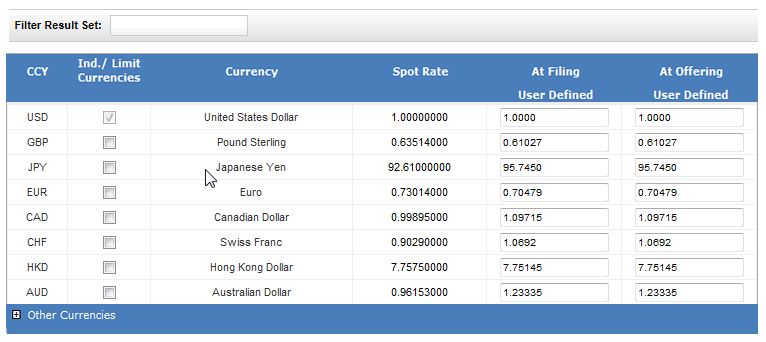 Filter Result Set:
CCY Ind./ Limit Currencies Currency Spot Rate At Filing At Offering
User Defined User Defined
USD United States Dollar 1.00000000 1.0000 1.0000
GBP Pound Sterling 0.63514000 0.61027 0.61027
JPY Japanese Yen 92.61000000 95.7450 95.7450
EUR Euro 0.73014000 0.70479 0.70479
CAD Canadian Dollar 0.99895000 1.09715 1.09715
CHF Swiss Franc 0.90290000 1.0692 1.0692
HKD Hong Kong Dollar 7.75750000 7.75145 7.75145
AUD Australian Dollar 0.96153000 1.23335 1.23335
Other Currencies